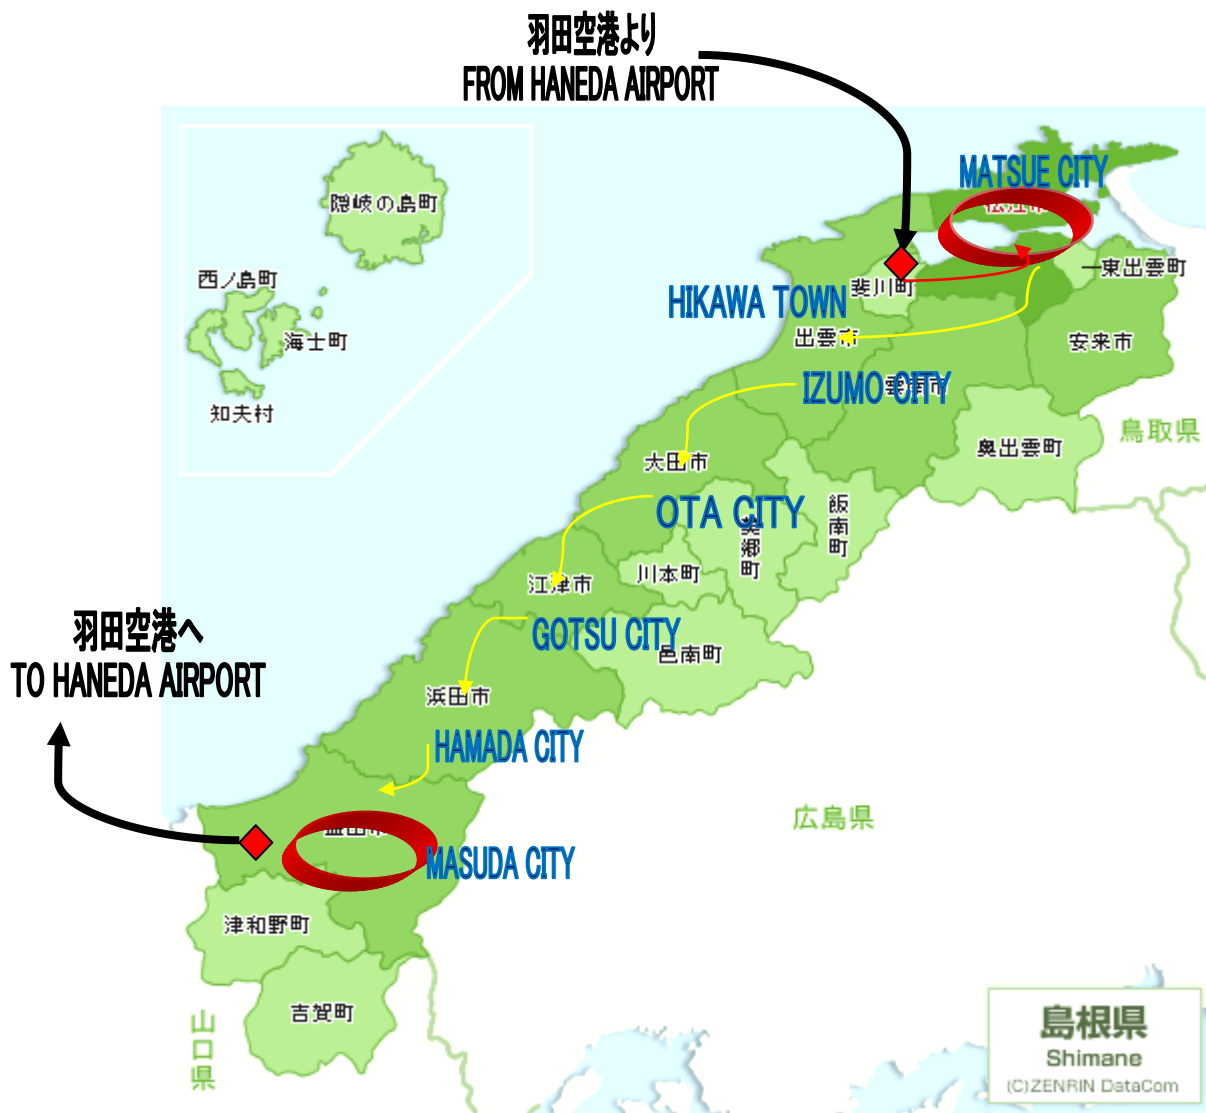 羽田空港より
FROM HANEDA AIRPORT
MATSUE CITY
隠岐の島町
西ノ島町
海士町
知夫村
東出雲町
斐川町
HIKAWA TOWN
出雲市
安来市
IZUMO CITY
鳥取県
奥出雲町
大田市
OTA CITY
飯南町
美郷町
川本町
江津市
GOTSU CITY
邑南町
羽田空港へ
TO HANEDA AIRPORT
浜田市
HAMADA CITY
広島県
MASUDA CITY
津和野町
吉賀町
山口県
島根県
Shimane
(C)ZENRIN DataCom